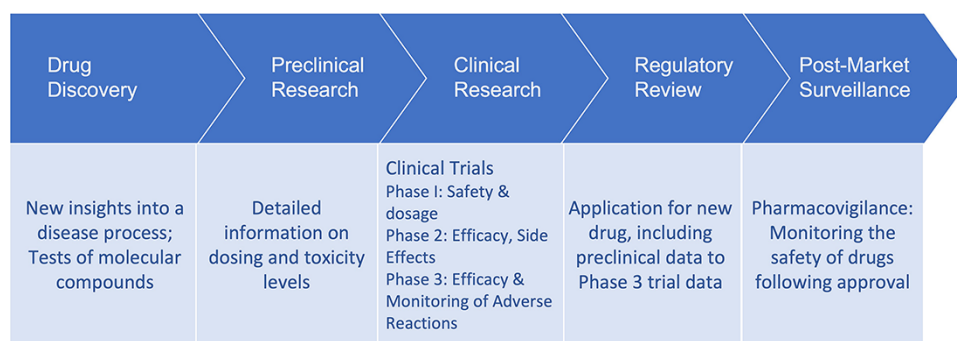 Drug
Discovery
Preclinical
Research
Clinical
Research
Regulatory
Review
Post-Market
Surveillance
New insights into a
disease process;
Tests of molecular
compounds
Detailed
information on
dosing and toxicity
levels
Clinical Trials
Phase I: Safety &
dosage
Phase 2: Efficacy, Side
Effects
Phase 3: Efficacy &
Monitoring of Adverse
Reactions
Application for new
drug, including
preclinical data to
Phase 3 trial data
Pharmacovigilance:
Monitoring the
safety of drugs
following approval